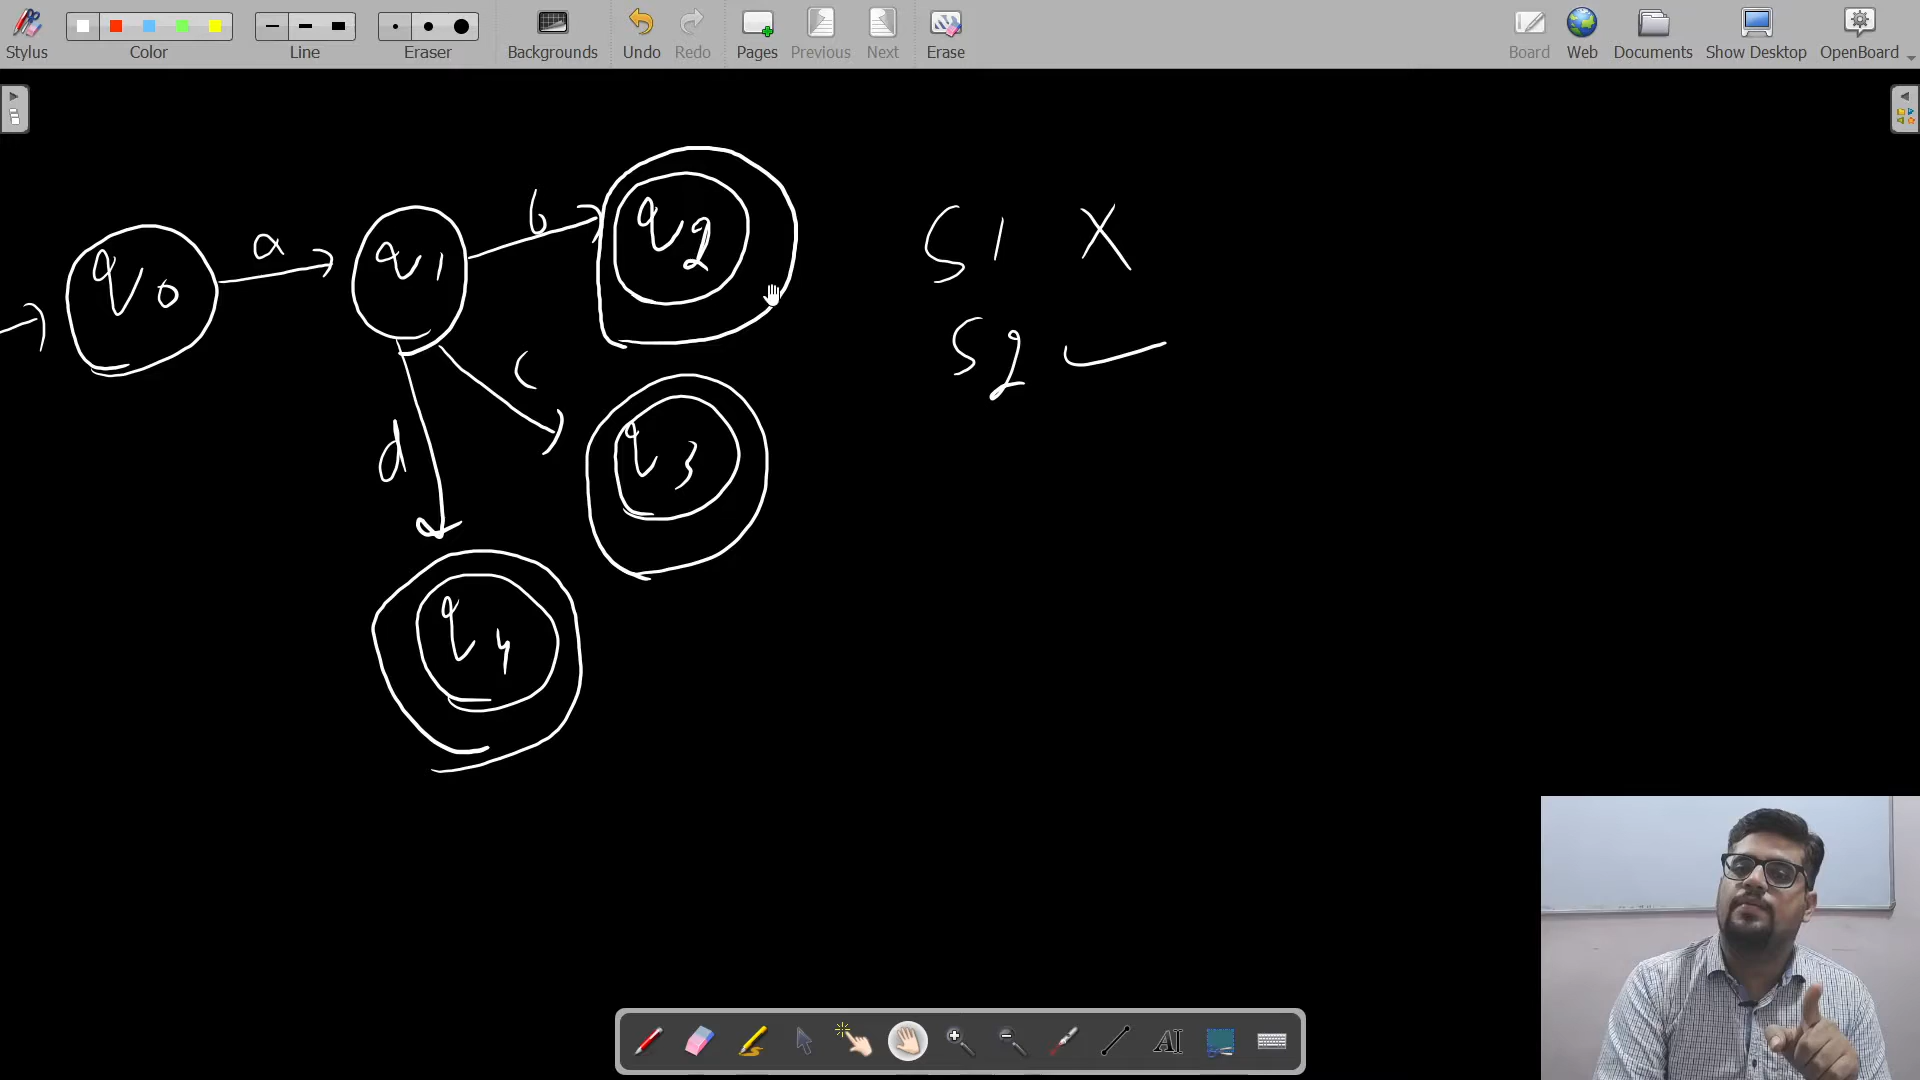 Stylus Color Line Eraser Backgrounds Undo Redo Pages Previous Next Erase Board Web Documents Show Desktop OpenBoard
q0 a q1 b q2
S1 X
S2 ✓
c
d
q3
q4
AI